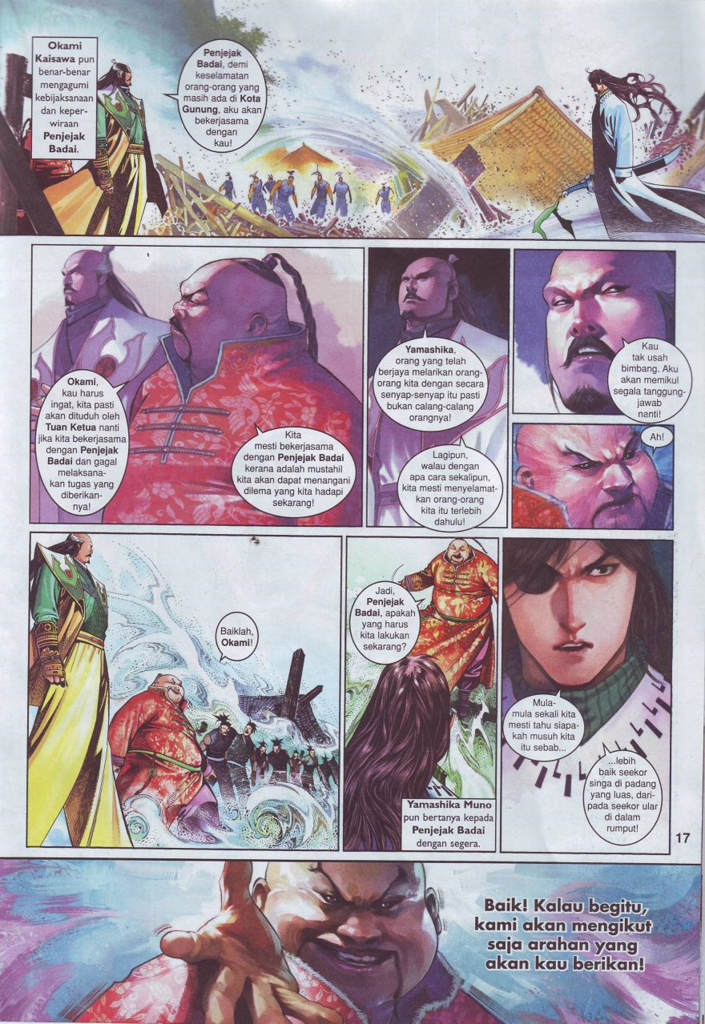 Okami
Kaisawa pun
benar-benar
mengagumi
kebijaksanaan
dan keper-
wiraan
Penjejak
Badai.
Penjejak
Badai, demi
keselamatan
orang-orang yang
masih ada di Kota
Gunung, aku akan
bekerjasama
dengan
kau!
Okami,
kau harus
ingat, kita pasti
akan dituduh oleh
Tuan Ketua nanti
jika kita bekerjasama
dengan Penjejak
Badai dan gagal
melaksana-
kan tugas yang
diberikan-
nya!
Kita
mesti bekerjasama
dengan Penjejak Badai
kerana adalah mustahil
kita akan dapat menangani
dilema yang kita hadapi
sekarang!
Yamashika,
orang yang telah
berjaya melarikan orang-
orang kita dengan secara
senyap-senyap itu pasti
bukan calang-calang
orangnya!
Lagipun,
walau dengan
apa cara sekalipun,
kita mesti menyelamat-
kan orang-orang
kita itu terlebih
dahulu!
Kau
tak usah
bimbang. Aku
akan memikul
segala tanggung-
jawab
nanti!
Ah!
Baiklah,
Okami!
Jadi,
Penjejak
Badai, apakah
yang harus
kita lakukan
sekarang?
Yamashika Muno
pun bertanya kepada
Penjejak Badai
dengan segera.
Mula-
mula sekali kita
mesti tahu siapa-
kah musuh kita
itu sebab...
...lebih
baik seekor
singa di padang
yang luas, dari-
pada seekor ular
di dalam
rumput!
17
Baik! Kalau begitu,
kami akan mengikut
saja arahan yang
akan kau berikan!